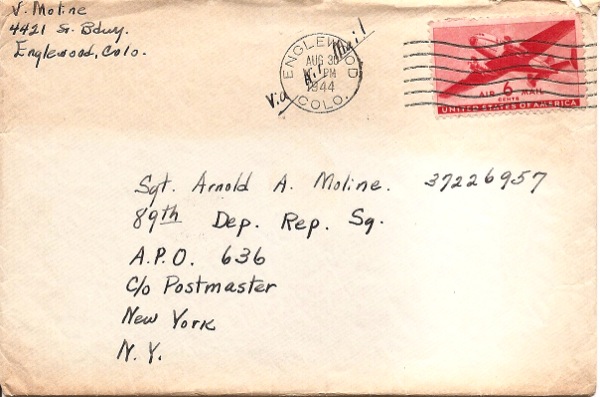 V. Moline
4421 So. Bdwy.
Englewood, Colo.
Via Air Mail
ENGLEWOOD
AUG 30
PM
1944
COLO.
AIR 6 MAIL
CENTS
UNITED STATES OF AMERICA
Sgt. Arnold A. Moline. 37226957
89th Dep. Rep. Sq.
A.P.O. 636
c/o Postmaster
New York
N.Y.